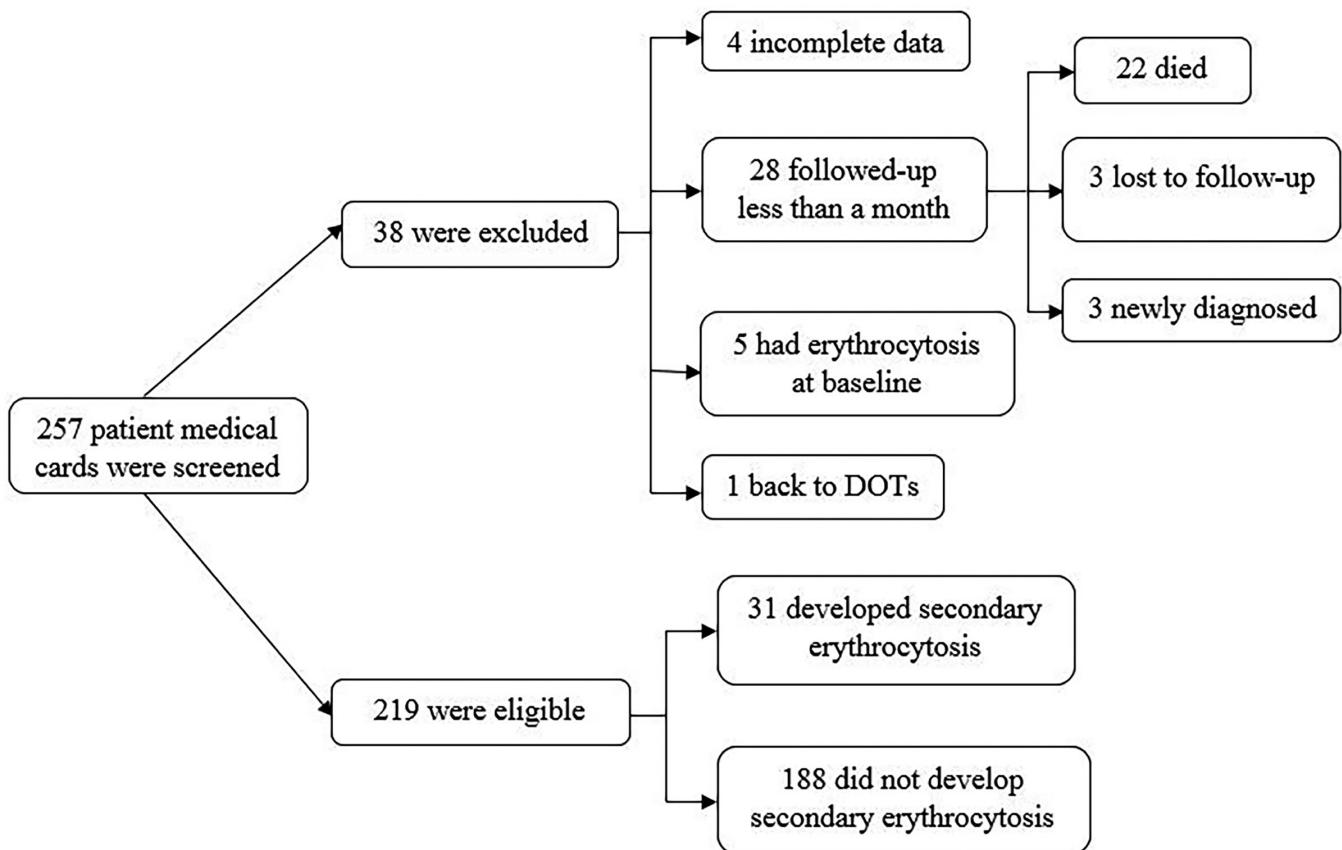 257 patient medical
cards were screened
38 were excluded
4 incomplete data
28 followed-up
less than a month
22 died
3 lost to follow-up
3 newly diagnosed
5 had erythrocytosis
at baseline
1 back to DOTs
219 were eligible
31 developed secondary
erythrocytosis
188 did not develop
secondary erythrocytosis